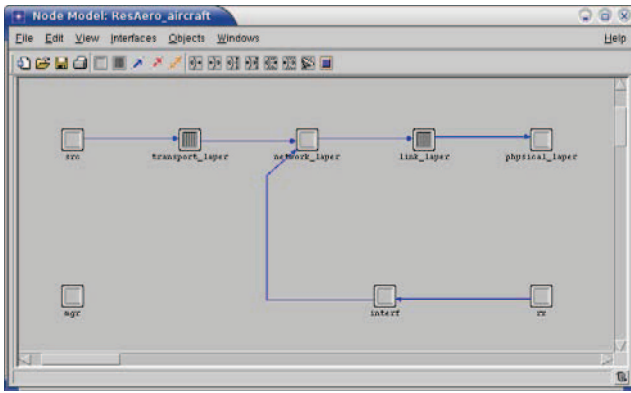 Node Model: ResAero_aircraft
File Edit View Interfaces Objects Windows Help
src transport_layer network_layer link_layer physical_layer
mgr interf rx